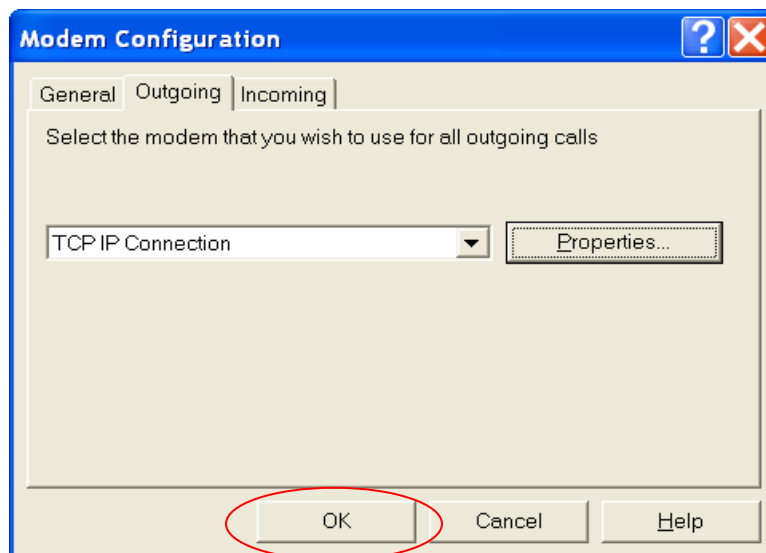 Modem Configuration ?
General Outgoing Incoming
Select the modem that you wish to use for all outgoing calls
TCP IP Connection Properties...
OK Cancel Help